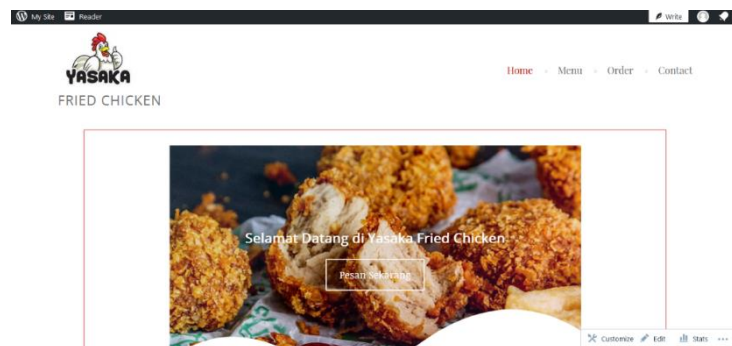 My Site Reader Write
YASAKA
FRIED CHICKEN
Home Menu Order Contact
Selamat Datang di Yasaka Fried Chicken
Pesan Sekarang
Customize Edit Stats